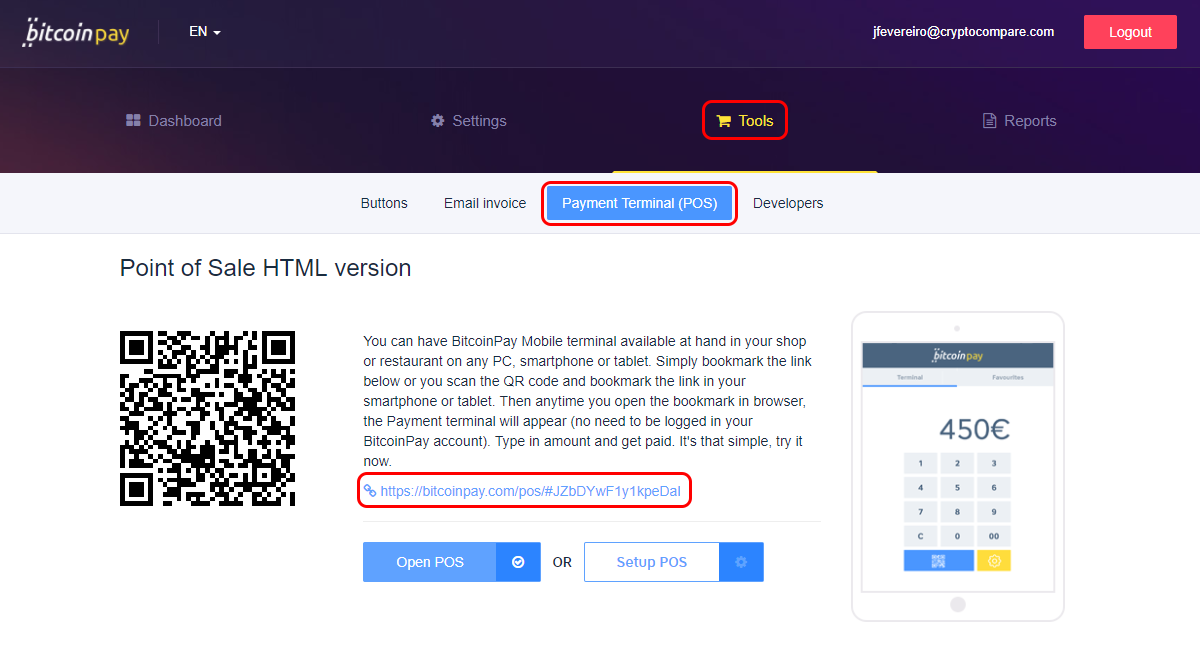 bitcoinpay
EN
jfevereiro@cryptocompare.com
Logout
Dashboard
Settings
Tools
Reports
Buttons
Email invoice
Payment Terminal (POS)
Developers
Point of Sale HTML version
You can have BitcoinPay Mobile terminal available at hand in your shop
or restaurant on any PC, smartphone or tablet. Simply bookmark the link
below or you scan the QR code and bookmark the link in your
smartphone or tablet. Then anytime you open the bookmark in browser,
the Payment terminal will appear (no need to be logged in your
BitcoinPay account). Type in amount and get paid. It's that simple, try it
now.
https://bitcoinpay.com/pos/#JZbDYwF1y1kpeDaI
Open POS
OR
Setup POS
bitcoinpay
Terminal
Favourites
450€
1 2 3
4 5 6
7 8 9
C 0 00